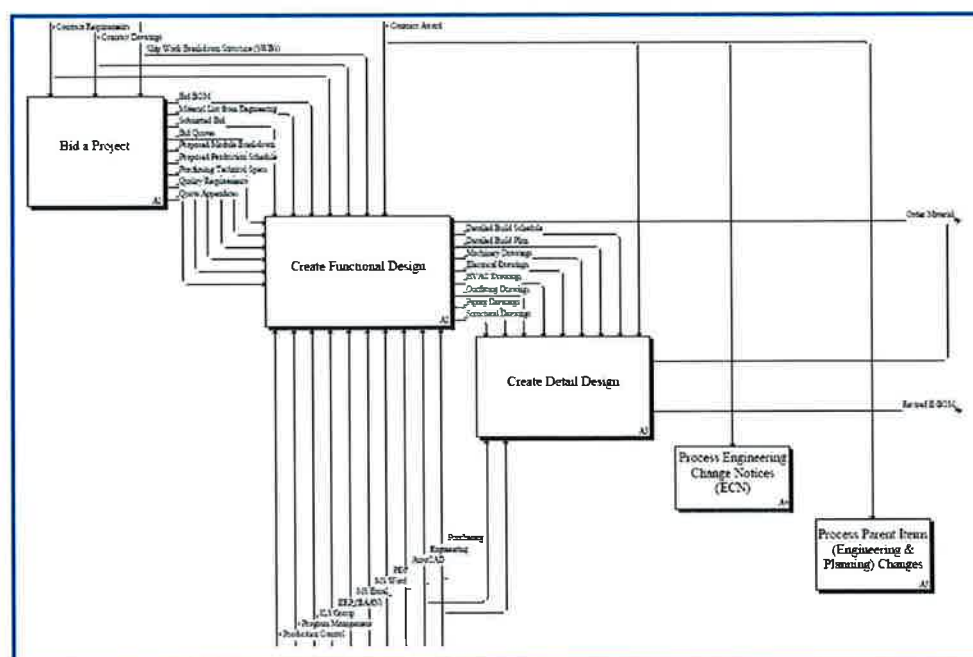 • Contract Requirements
• Contract Drawings
Ship Work Breakdown Structure (SWBS)
• Contract Award
Bid a Project
A1
Bid BOM
Material List from Engineering
Submitted Bid
Bid Quotes
Proposed Module Breakdown
Proposed Production Schedule
Purchasing Technical Specs
Quality Requirements
Quote Appendices
Create Functional Design
A2
Order Material
Detailed Build Schedule
Detailed Build Plan
Machinery Drawings
Electrical Drawings
HVAC Drawings
Outfitting Drawings
Piping Drawings
Structural Drawings
Create Detail Design
A3
Revised E-BOM
Process Engineering
Change Notices
(ECN)
A4
Process Parent Items
(Engineering &
Planning) Changes
A5
Purchasing
Engineering
AutoCAD
MS Word
MS Excel
ILS Group
• Program Management
• Production Control